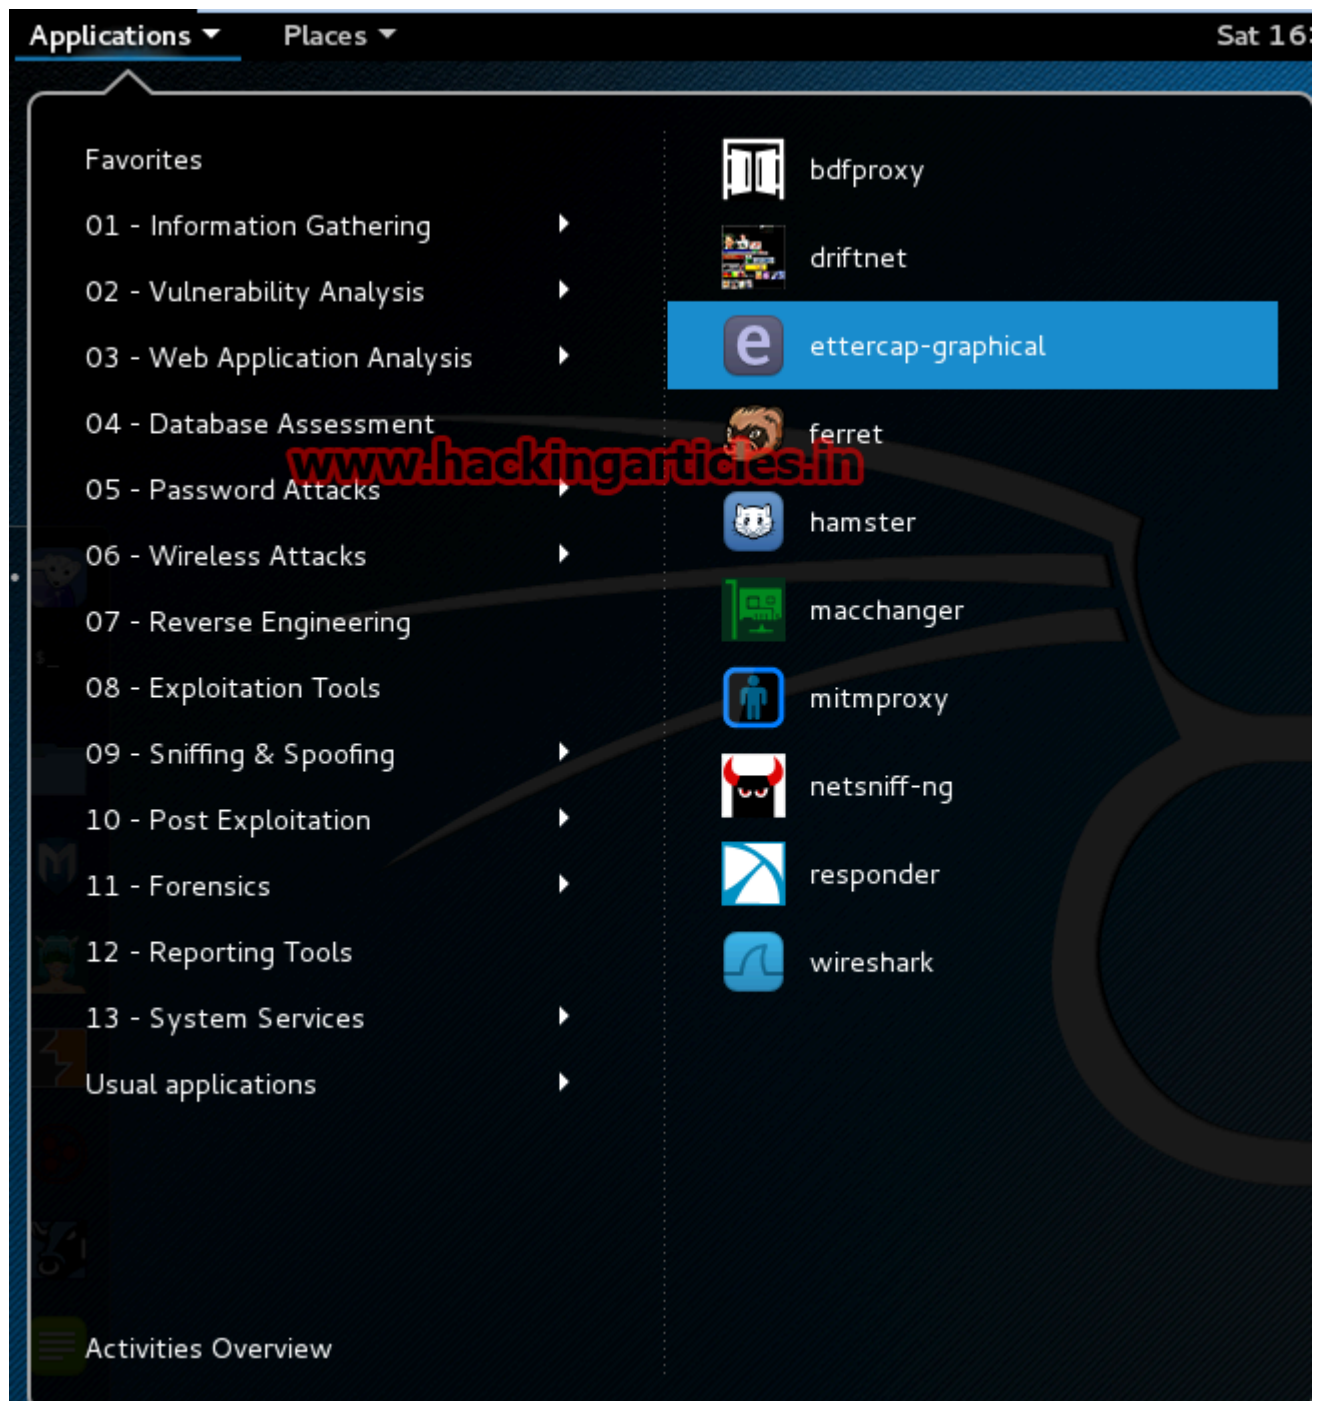 Applications Places Sat 16:
Favorites
01 - Information Gathering
02 - Vulnerability Analysis
03 - Web Application Analysis
04 - Database Assessment
05 - Password Attacks
06 - Wireless Attacks
07 - Reverse Engineering
08 - Exploitation Tools
09 - Sniffing & Spoofing
10 - Post Exploitation
11 - Forensics
12 - Reporting Tools
13 - System Services
Usual applications
Activities Overview
bdfproxy
driftnet
e
ettercap-graphical
ferret
hamster
macchanger
mitmproxy
netsniff-ng
responder
wireshark
www.hackingarticles.in
$_